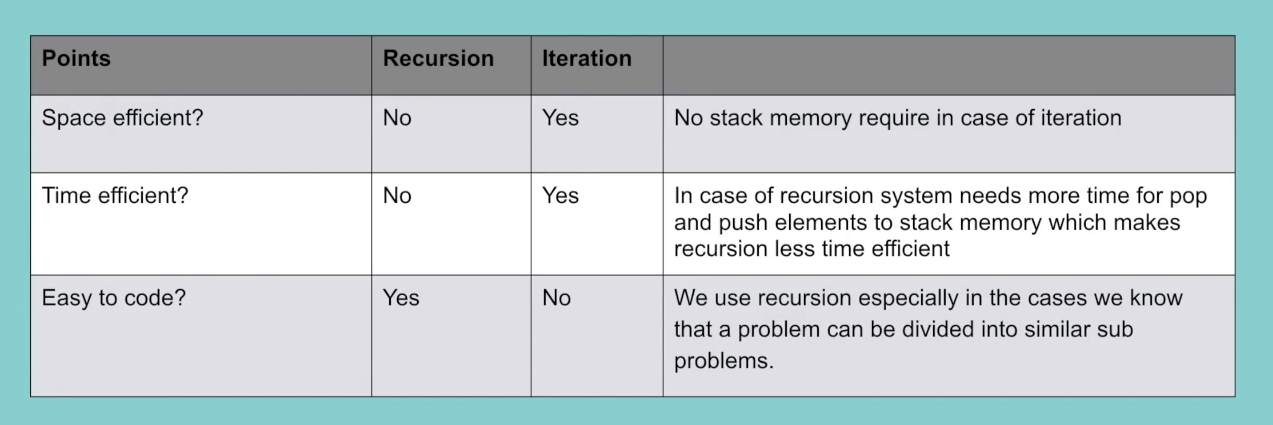 Points Recursion Iteration
Space efficient? No Yes No stack memory require in case of iteration
Time efficient? No Yes In case of recursion system needs more time for pop
and push elements to stack memory which makes
recursion less time efficient
Easy to code? Yes No We use recursion especially in the cases we know
that a problem can be divided into similar sub
problems.